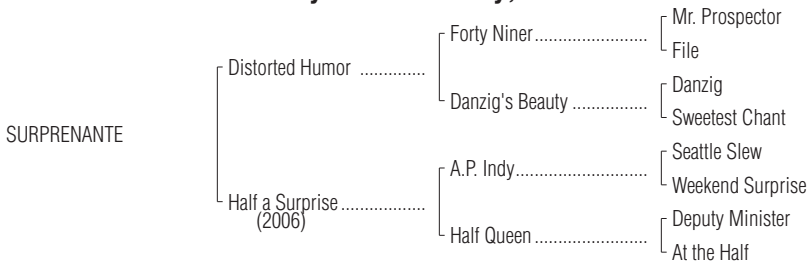 Mr. Prospector
Forty Niner
File
Distorted Humor
Danzig
Danzig's Beauty
Sweetest Chant
SURPRENANTE
Seattle Slew
A.P. Indy
Weekend Surprise
Half a Surprise
(2006)
Deputy Minister
Half Queen
At the Half